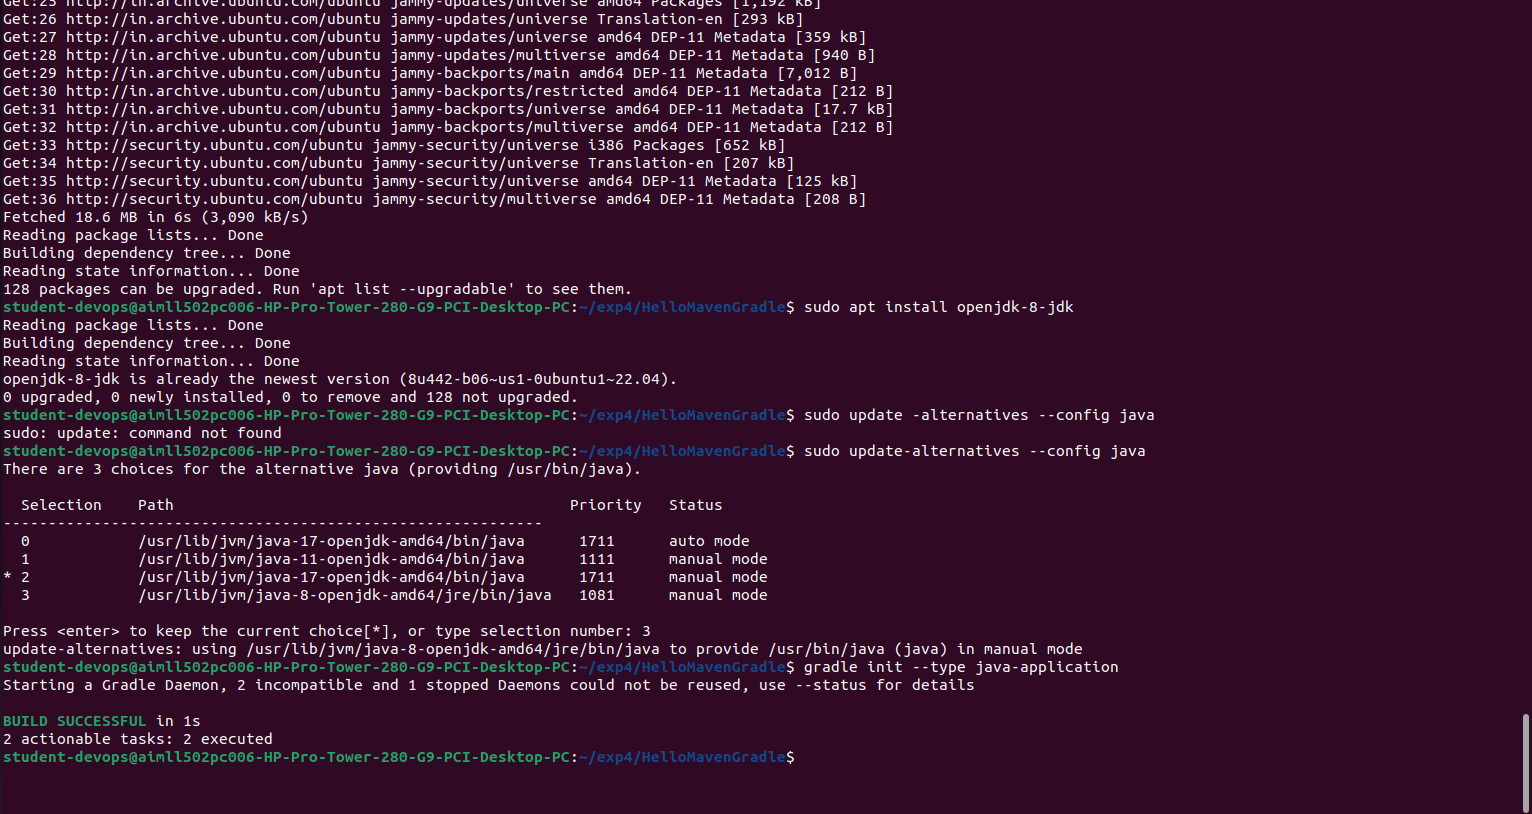 Get:25 http://in.archive.ubuntu.com/ubuntu jammy-updates/universe amd64 Packages [1,192 kB]
Get:26 http://in.archive.ubuntu.com/ubuntu jammy-updates/universe Translation-en [293 kB]
Get:27 http://in.archive.ubuntu.com/ubuntu jammy-updates/universe amd64 DEP-11 Metadata [359 kB]
Get:28 http://in.archive.ubuntu.com/ubuntu jammy-updates/multiverse amd64 DEP-11 Metadata [940 B]
Get:29 http://in.archive.ubuntu.com/ubuntu jammy-backports/main amd64 DEP-11 Metadata [7,012 B]
Get:30 http://in.archive.ubuntu.com/ubuntu jammy-backports/restricted amd64 DEP-11 Metadata [212 B]
Get:31 http://in.archive.ubuntu.com/ubuntu jammy-backports/universe amd64 DEP-11 Metadata [17.7 kB]
Get:32 http://in.archive.ubuntu.com/ubuntu jammy-backports/multiverse amd64 DEP-11 Metadata [212 B]
Get:33 http://security.ubuntu.com/ubuntu jammy-security/universe i386 Packages [652 kB]
Get:34 http://security.ubuntu.com/ubuntu jammy-security/universe Translation-en [207 kB]
Get:35 http://security.ubuntu.com/ubuntu jammy-security/universe amd64 DEP-11 Metadata [125 kB]
Get:36 http://security.ubuntu.com/ubuntu jammy-security/multiverse amd64 DEP-11 Metadata [208 B]
Fetched 18.6 MB in 6s (3,090 kB/s)
Reading package lists... Done
Building dependency tree... Done
Reading state information... Done
128 packages can be upgraded. Run 'apt list --upgradable' to see them.
student-devops@aimll502pc006-HP-Pro-Tower-280-G9-PCI-Desktop-PC:~/exp4/HelloMavenGradle$ sudo apt install openjdk-8-jdk
Reading package lists... Done
Building dependency tree... Done
Reading state information... Done
openjdk-8-jdk is already the newest version (8u442-b06~us1-0ubuntu1~22.04).
0 upgraded, 0 newly installed, 0 to remove and 128 not upgraded.
student-devops@aimll502pc006-HP-Pro-Tower-280-G9-PCI-Desktop-PC:~/exp4/HelloMavenGradle$ sudo update -alternatives --config java
sudo: update: command not found
student-devops@aimll502pc006-HP-Pro-Tower-280-G9-PCI-Desktop-PC:~/exp4/HelloMavenGradle$ sudo update-alternatives --config java
There are 3 choices for the alternative java (providing /usr/bin/java).
Selection Path Priority Status
------------------------------------------------------------
0 /usr/lib/jvm/java-17-openjdk-amd64/bin/java 1711 auto mode
1 /usr/lib/jvm/java-11-openjdk-amd64/bin/java 1111 manual mode
* 2 /usr/lib/jvm/java-17-openjdk-amd64/bin/java 1711 manual mode
3 /usr/lib/jvm/java-8-openjdk-amd64/jre/bin/java 1081 manual mode
Press <enter> to keep the current choice[*], or type selection number: 3
update-alternatives: using /usr/lib/jvm/java-8-openjdk-amd64/jre/bin/java to provide /usr/bin/java (java) in manual mode
student-devops@aimll502pc006-HP-Pro-Tower-280-G9-PCI-Desktop-PC:~/exp4/HelloMavenGradle$ gradle init --type java-application
Starting a Gradle Daemon, 2 incompatible and 1 stopped Daemons could not be reused, use --status for details
BUILD SUCCESSFUL in 1s
2 actionable tasks: 2 executed
student-devops@aimll502pc006-HP-Pro-Tower-280-G9-PCI-Desktop-PC:~/exp4/HelloMavenGradle$